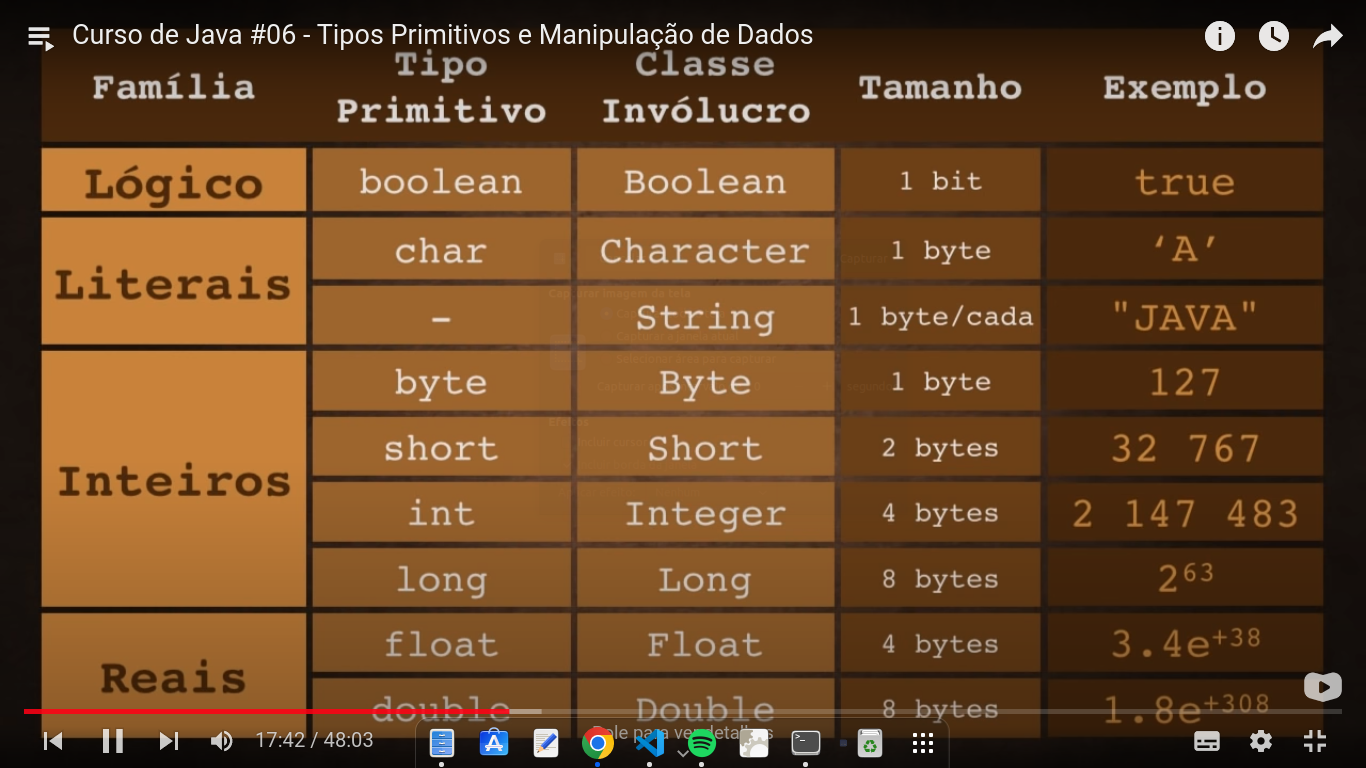 Curso de Java #06 - Tipos Primitivos e Manipulação de Dados
Família Tipo Primitivo Classe Invólucro Tamanho Exemplo
Lógico boolean Boolean 1 bit true
Literais char Character 1 byte ‘A’
– String 1 byte/cada "JAVA"
Inteiros byte Byte 1 byte 127
short Short 2 bytes 32 767
int Integer 4 bytes 2 147 483
long Long 8 bytes 2⁶³
Reais float Float 4 bytes 3.4e⁺³⁸
double Double 8 bytes 1.8e⁺³⁰⁸
17:42 / 48:03